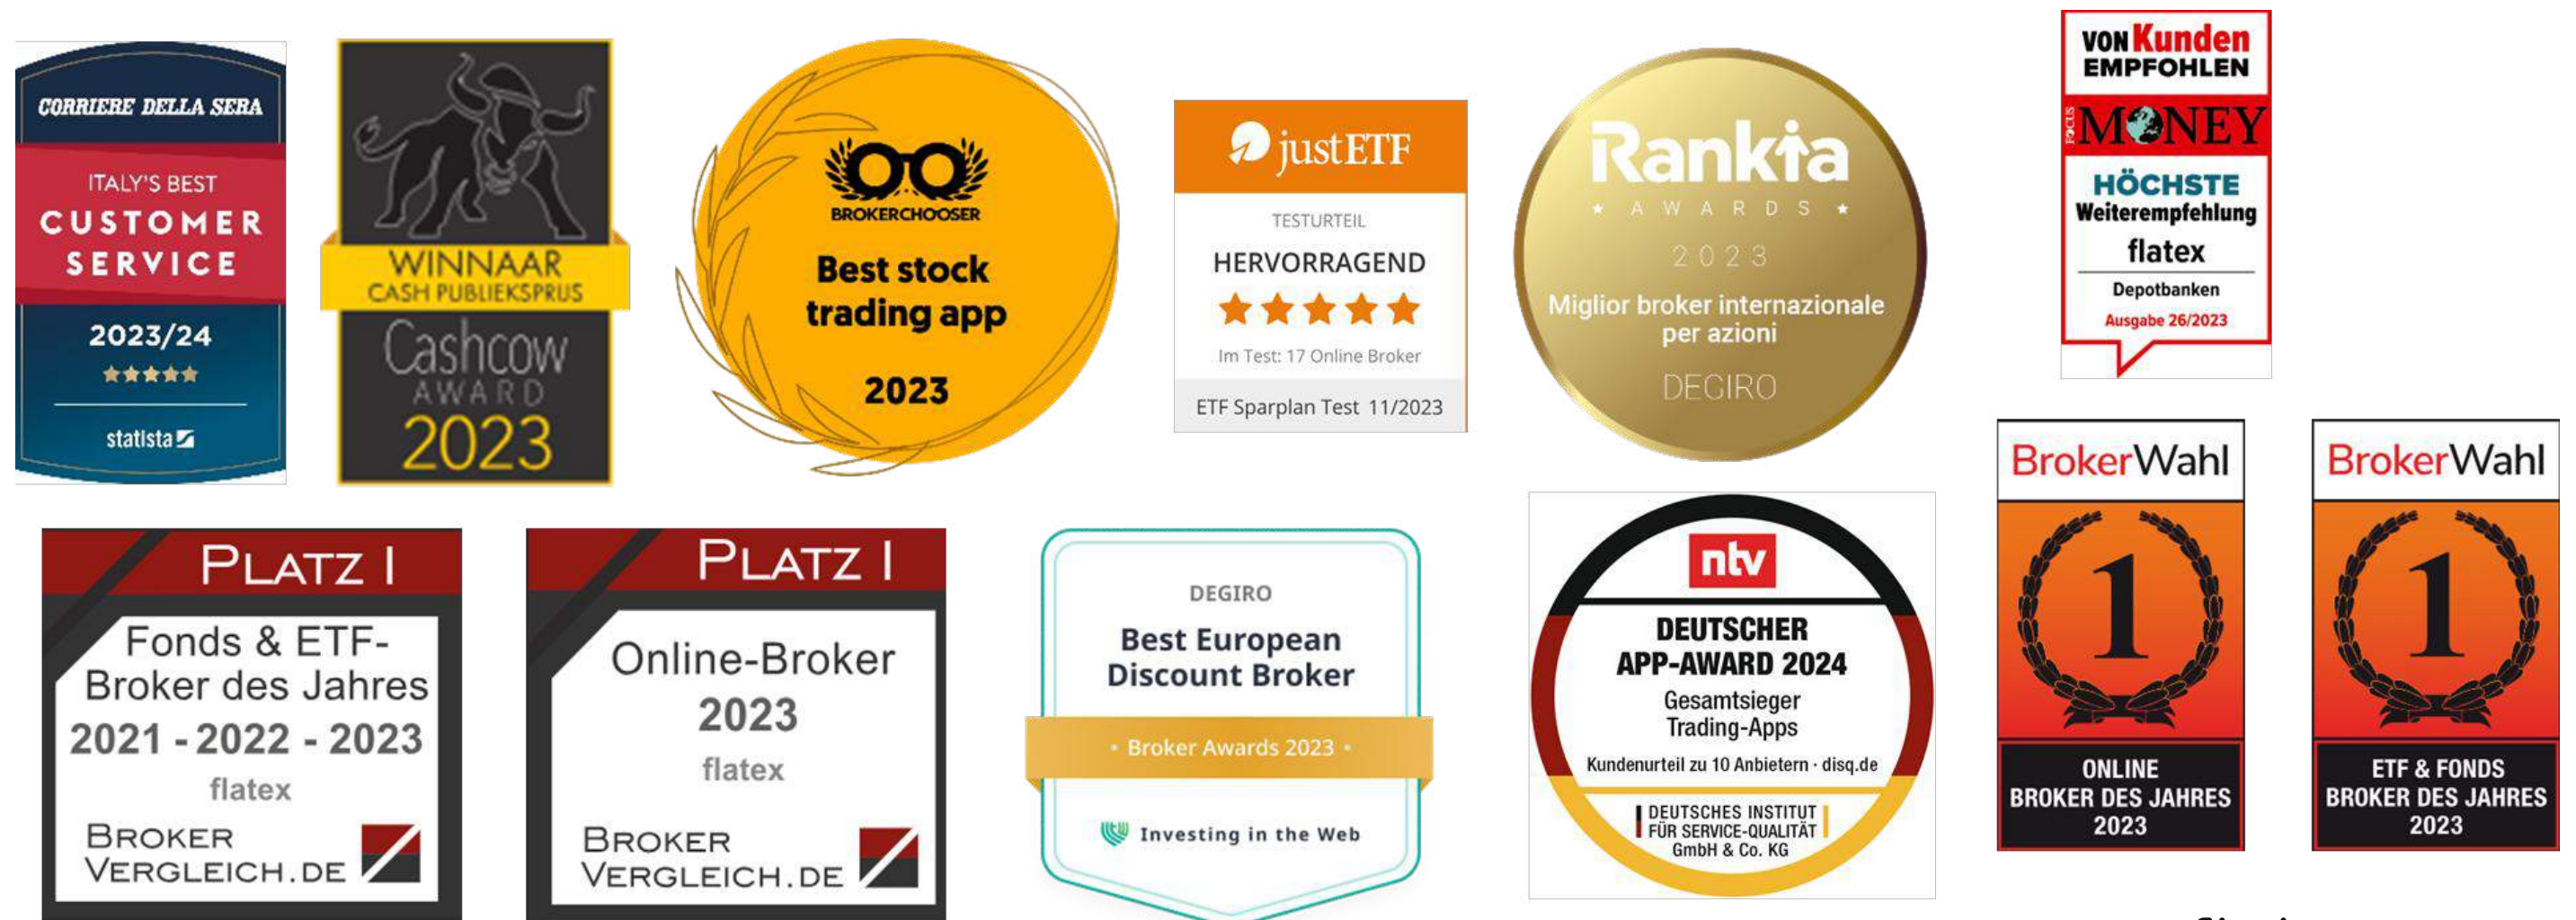 CORRIERE DELLA SERA
ITALY'S BEST
CUSTOMER
SERVICE
2023/24
statista
WINNAAR
CASH PUBLIEKSPRIJS
Cashcow
AWARD
2023
BROKERCHOOSER
Best stock
trading app
2023
justETF
TESTURTEIL
HERVORRAGEND
Im Test: 17 Online Broker
ETF Sparplan Test 11/2023
Rankia
AWARDS
2023
Miglior broker internazionale
per azioni
DEGIRO
VON Kunden
EMPFOHLEN
FOCUS MONEY
HÖCHSTE
Weiterempfehlung
flatex
Depotbanken
Ausgabe 26/2023
PLATZ 1
Fonds & ETF-
Broker des Jahres
2021 - 2022 - 2023
flatex
BROKER
VERGLEICH.DE
PLATZ 1
Online-Broker
2023
flatex
BROKER
VERGLEICH.DE
DEGIRO
Best European
Discount Broker
• Broker Awards 2023 •
Investing in the Web
ntv
DEUTSCHER
APP-AWARD 2024
Gesamtsieger
Trading-Apps
Kundenurteil zu 10 Anbietern · disq.de
DEUTSCHES INSTITUT
FÜR SERVICE-QUALITÄT
GmbH & Co. KG
BrokerWahl
1
ONLINE
BROKER DES JAHRES
2023
BrokerWahl
1
ETF & FONDS
BROKER DES JAHRES
2023